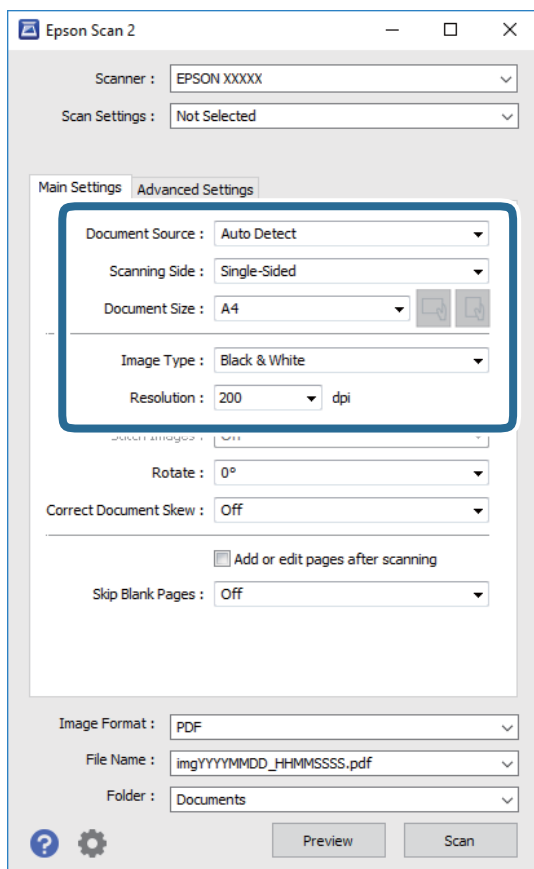 Epson Scan 2
Scanner : EPSON XXXXX
Scan Settings : Not Selected
Main Settings Advanced Settings
Document Source : Auto Detect
Scanning Side : Single-Sided
Document Size : A4
Image Type : Black & White
Resolution : 200 dpi
Rotate : 0°
Correct Document Skew : Off
Add or edit pages after scanning
Skip Blank Pages : Off
Image Format : PDF
File Name : imgYYYYMMDD_HHMMSSSS.pdf
Folder : Documents
? Preview Scan